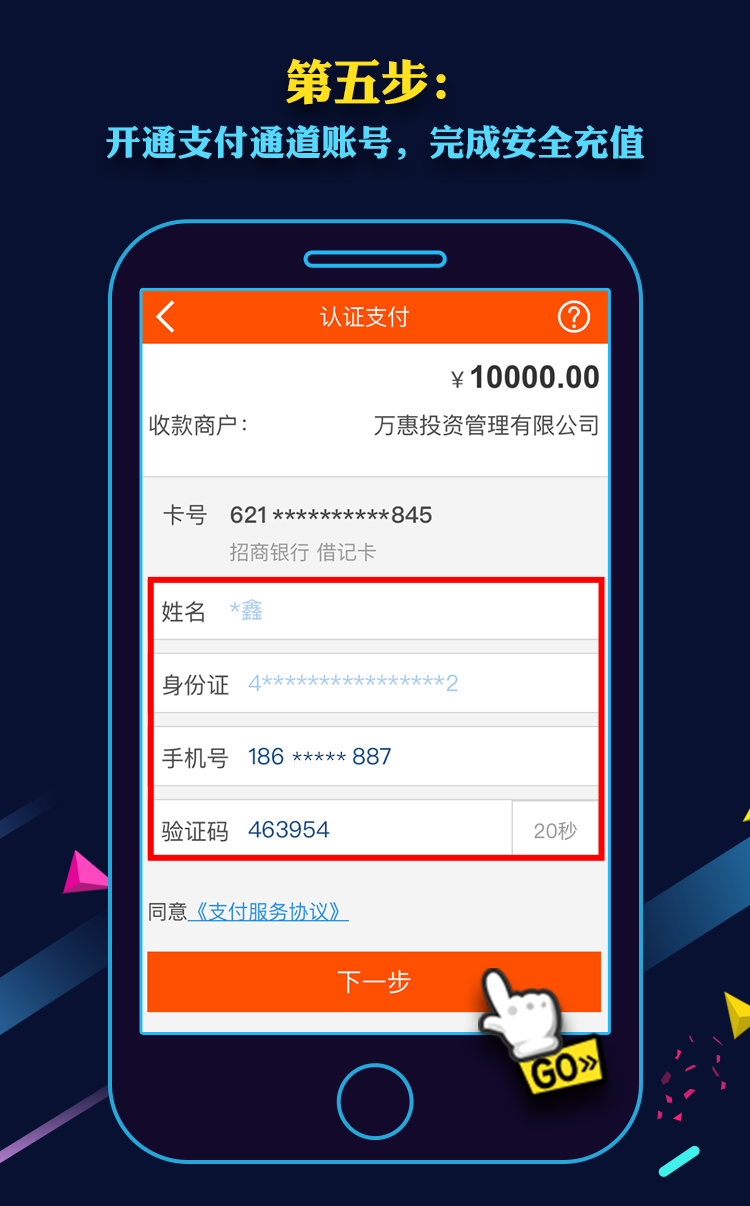 第五步：
开通支付通道账号，完成安全充值
认证支付
¥10000.00
收款商户： 万惠投资管理有限公司
卡号 621**********845
招商银行 借记卡
姓名 *鑫
身份证 4****************2
手机号 186 ***** 887
验证码 463954 20秒
同意《支付服务协议》
下一步
GO»